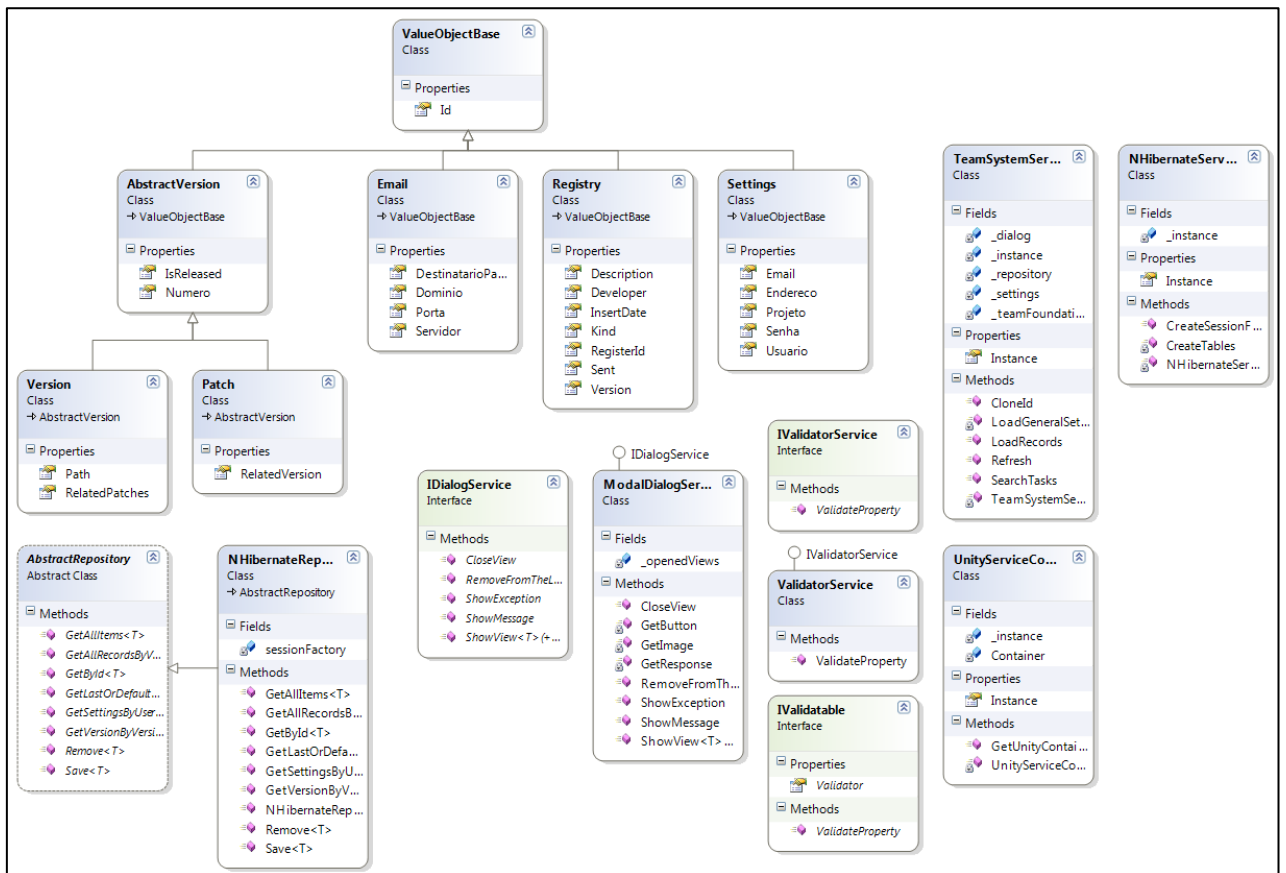 ValueObjectBase
Class
Properties
Id
AbstractVersion
Class
ValueObjectBase
Properties
IsReleased
Numero
Email
Class
ValueObjectBase
Properties
DestinatarioPa...
Dominio
Porta
Servidor
Registry
Class
ValueObjectBase
Properties
Description
Developer
InsertDate
Kind
RegisterId
Sent
Version
Settings
Class
ValueObjectBase
Properties
Email
Endereco
Projeto
Senha
Usuario
TeamSystemSer...
Class
Fields
_dialog
_instance
_repository
_settings
_teamFoundati...
Properties
Instance
Methods
CloneId
LoadGeneralSet...
LoadRecords
Refresh
SearchTasks
TeamSystemSe...
NHibernateServ...
Class
Fields
_instance
Properties
Instance
Methods
CreateSessionF...
CreateTables
NHibernateSer...
Version
Class
AbstractVersion
Properties
Path
RelatedPatches
Patch
Class
AbstractVersion
Properties
RelatedVersion
IDialogService
Interface
Methods
CloseView
RemoveFromTheL...
ShowException
ShowMessage
ShowView<T> (+ ...
IDialogService
ModalDialogSer...
Class
Fields
_openedViews
Methods
CloseView
GetButton
GetImage
GetResponse
RemoveFromTh...
ShowException
ShowMessage
ShowView<T> ...
IValidatorService
Interface
Methods
ValidateProperty
IValidatorService
ValidatorService
Class
Methods
ValidateProperty
IValidatable
Interface
Properties
Validator
Methods
ValidateProperty
AbstractRepository
Abstract Class
Methods
GetAllItems<T>
GetAllRecordsByV...
GetById<T>
GetLastOrDefault...
GetSettingsByUser...
GetVersionByVersi...
Remove<T>
Save<T>
NHibernateRep...
Class
AbstractRepository
Fields
sessionFactory
Methods
GetAllItems<T>
GetAllRecordsB...
GetById<T>
GetLastOrDefa...
GetSettingsByU...
GetVersionByV...
NHibernateRep...
Remove<T>
Save<T>
UnityServiceCo...
Class
Fields
_instance
Container
Properties
Instance
Methods
GetUnityContai...
UnityServiceCo...